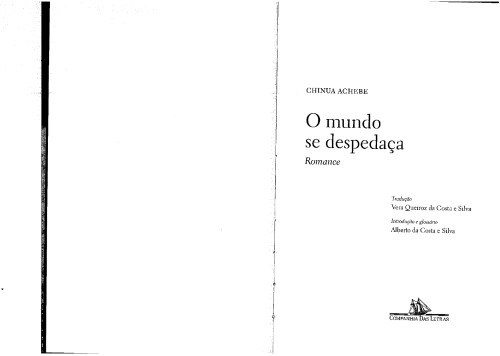 CHINUA ACHEBE
O mundo
se despedaça
Romance
Tradução
Vera Queiroz da Costa e Silva
Introdução e glossário
Alberto da Costa e Silva
COMPANHIA DAS LETRAS